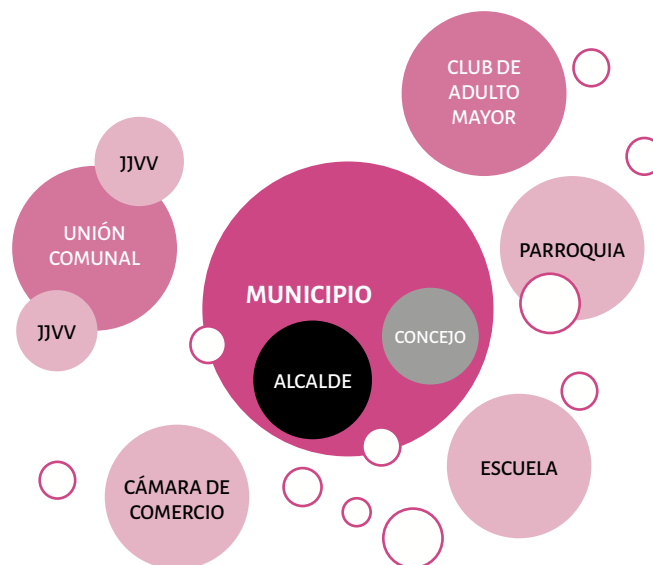 CLUB DE
ADULTO
MAYOR
JJVV
UNIÓN
COMUNAL
JJVV
MUNICIPIO
ALCALDE
CONCEJO
PARROQUIA
ESCUELA
CÁMARA DE
COMERCIO